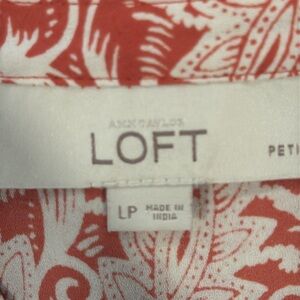 ANN TAYLOR
LOFT
PETI
LP MADE IN
INDIA